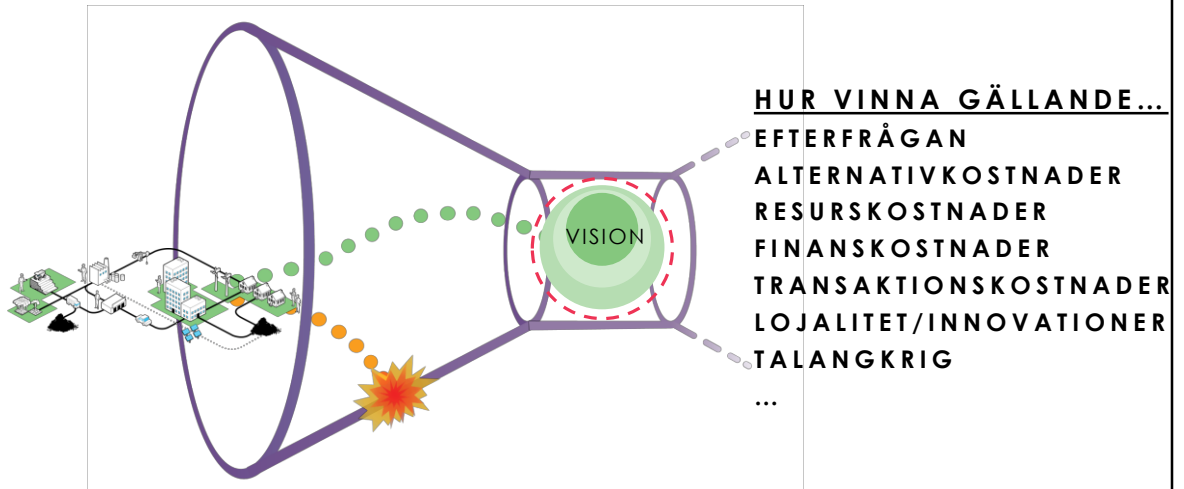 HUR VINNA GÄLLANDE...
EFTERFRÅGAN
ALTERNATIVKOSTNADER
RESURSKOSTNADER
FINANSKOSTNADER
TRANSAKTIONSKOSTNADER
LOJALITET/INNOVATIONER
TALANGKRIG
...
VISION